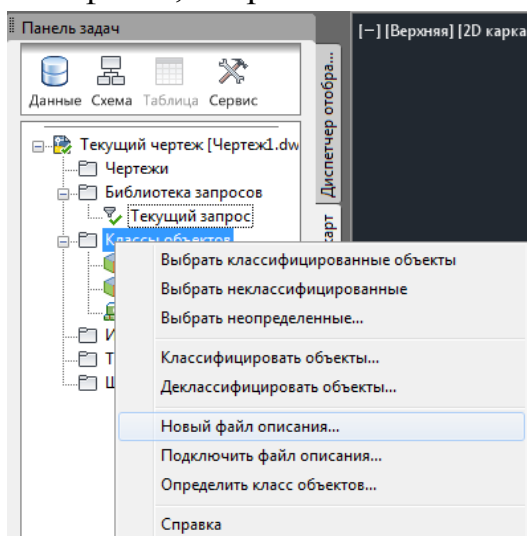 Панель задач
[−] [Верхняя] [2D карка
Данные Схема Таблица Сервис
Диспетчер отобра...
Текущий чертеж [Чертеж1.dw
Чертежи
Библиотека запросов
Текущий запрос
Классы объектов
Выбрать классифицированные объекты
Выбрать неклассифицированные
Выбрать неопределенные...
Классифицировать объекты...
Деклассифицировать объекты...
Новый файл описания...
Подключить файл описания...
Определить класс объектов...
Справка